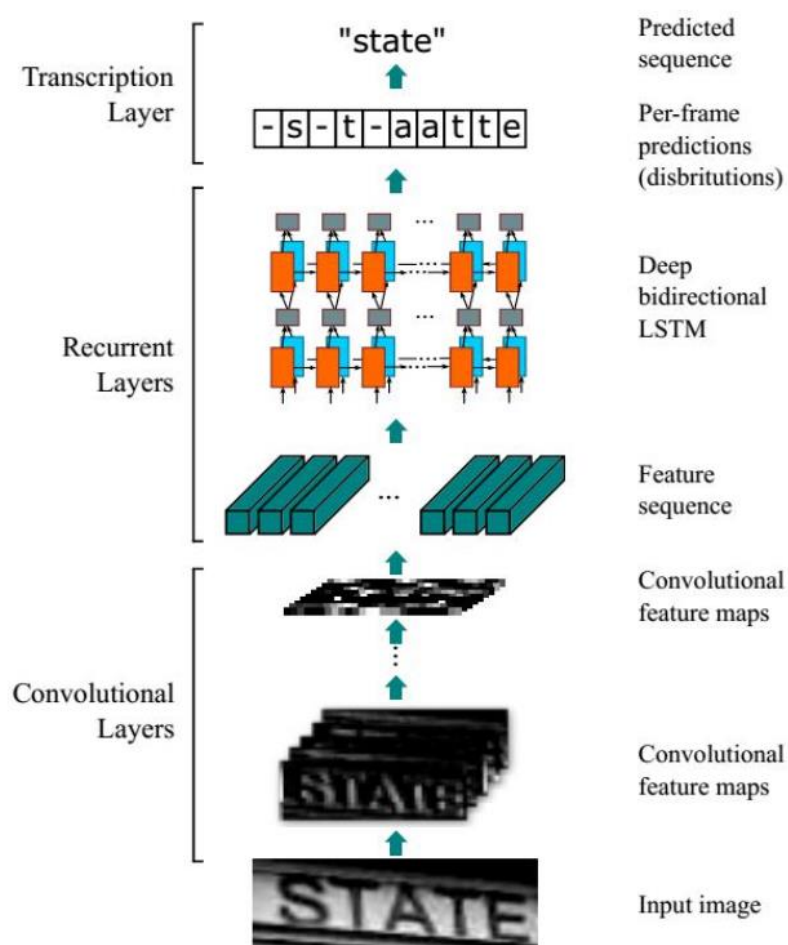 "state"
Predicted
sequence
Transcription
Layer
-s-t-aatte
Per-frame
predictions
(disbritutions)
...
Deep
bidirectional
LSTM
...
Recurrent
Layers
...
Feature
sequence
Convolutional
feature maps
Convolutional
Layers
STATE
Convolutional
feature maps
STATE
Input image